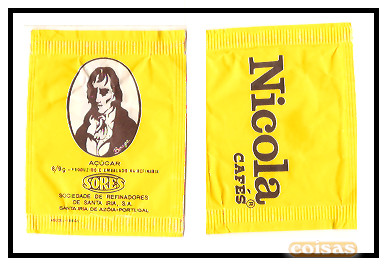 Bocage
AÇÚCAR
6/8g - PRODUZIDO E EMBALADO NA REFINARIA
SORES
SOCIEDADE DE REFINADORES
DE SANTA IRIA, S.A.
SANTA IRIA DE AZÓIA-PORTUGAL
Nicola®
CAFÉS
coisas